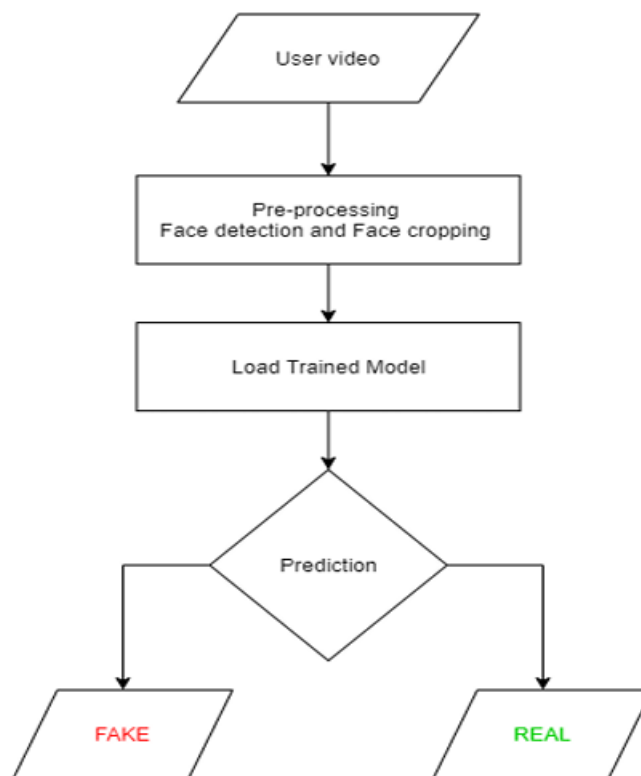 User video
Pre-processing
Face detection and Face cropping
Load Trained Model
Prediction
FAKE
REAL